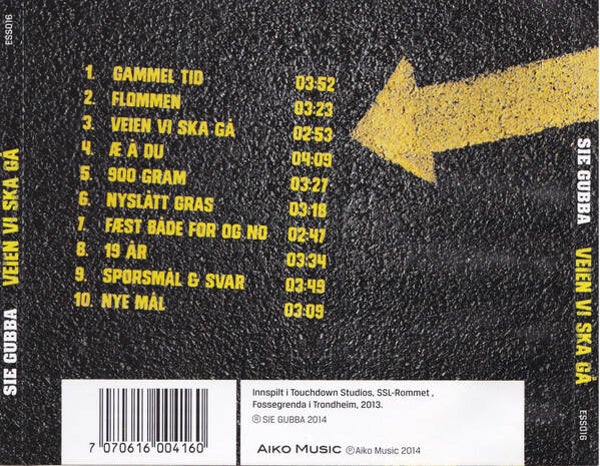 ESS016
SIE GUBBA VEIEN VI SKA GÅ
1. GAMMEL TID 03:52
2. FLOMMEN 03:23
3. VEIEN VI SKA GÅ 02:53
4. Æ Å DU 04:09
5. 900 GRAM 03:27
6. NYSLÅTT GRAS 03:18
7. FÆST BÅDE FØR OG NO 02:47
8. 19 ÅR 03:34
9. SPØRSMÅL & SVAR 03:49
10. NYE MÅL 03:09
SIE GUBBA VEIEN VI SKA GÅ
ESS016
7 070616 004160
Innspilt i Touchdown Studios, SSL-Rommet ,
Fossegrenda i Trondheim, 2013.
Ⓡ SIE GUBBA 2014
AIKO MUSIC ℗Aiko Music 2014